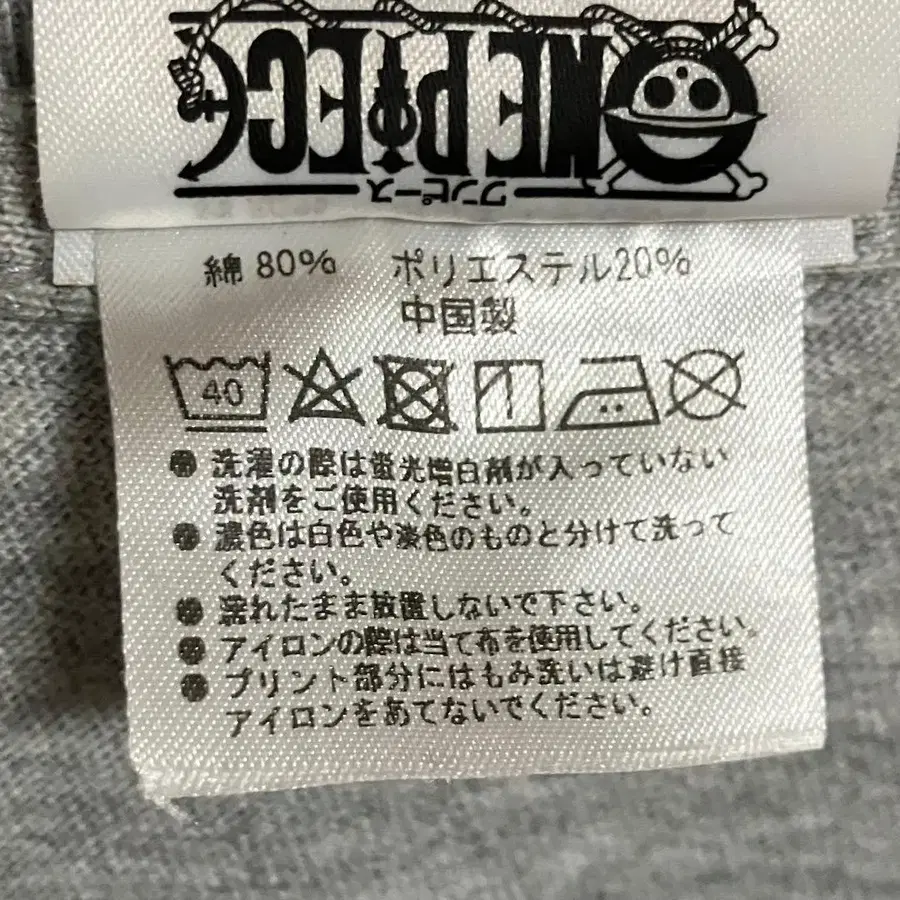 ONE PIECE
ワンピース
綿 80% ポリエステル20%
中国製
40
●洗濯の際は蛍光増白剤が入っていない
洗剤をご使用ください。
●濃色は白色や淡色のものと分けて洗って
ください。
●濡れたまま放置しないで下さい。
●アイロンの際は当て布を使用してください。
●プリント部分にはもみ洗いは避け直接
アイロンをあてないでください。